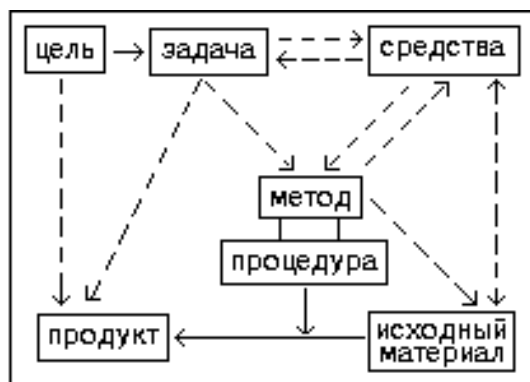 цель
задача
средства
метод
процедура
продукт
исходный
материал